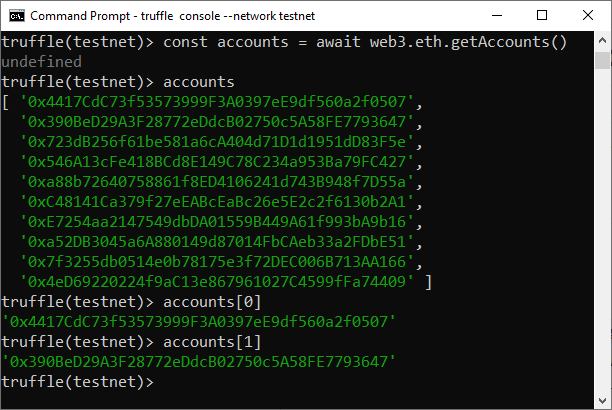 Command Prompt - truffle  console --network testnet
truffle(testnet)> const accounts = await web3.eth.getAccounts()
undefined
truffle(testnet)> accounts
[ '0x4417CdC73f53573999F3A0397eE9df560a2f0507',
  '0x390BeD29A3F28772eDdcB02750c5A58FE7793647',
  '0x723dB256f61be581a6cA404d71D1d1951dD83F5e',
  '0x546A13cFe418BCd8E149C78C234a953Ba79FC427',
  '0xa88b72640758861f8ED4106241d743B948f7D55a',
  '0xC48141Ca379f27eEABcEaBc26e5E2c2f6130b2A1',
  '0xE7254aa2147549dbDA01559B449A61f993bA9b16',
  '0xa52DB3045a6A880149d87014FbCAeb33a2FDbE51',
  '0x7f3255db0514e0b78175e3f72DEC006B713AA166',
  '0x4eD69220224f9aC13e867961027C4599fFa74409' ]
truffle(testnet)> accounts[0]
'0x4417CdC73f53573999F3A0397eE9df560a2f0507'
truffle(testnet)> accounts[1]
'0x390BeD29A3F28772eDdcB02750c5A58FE7793647'
truffle(testnet)>